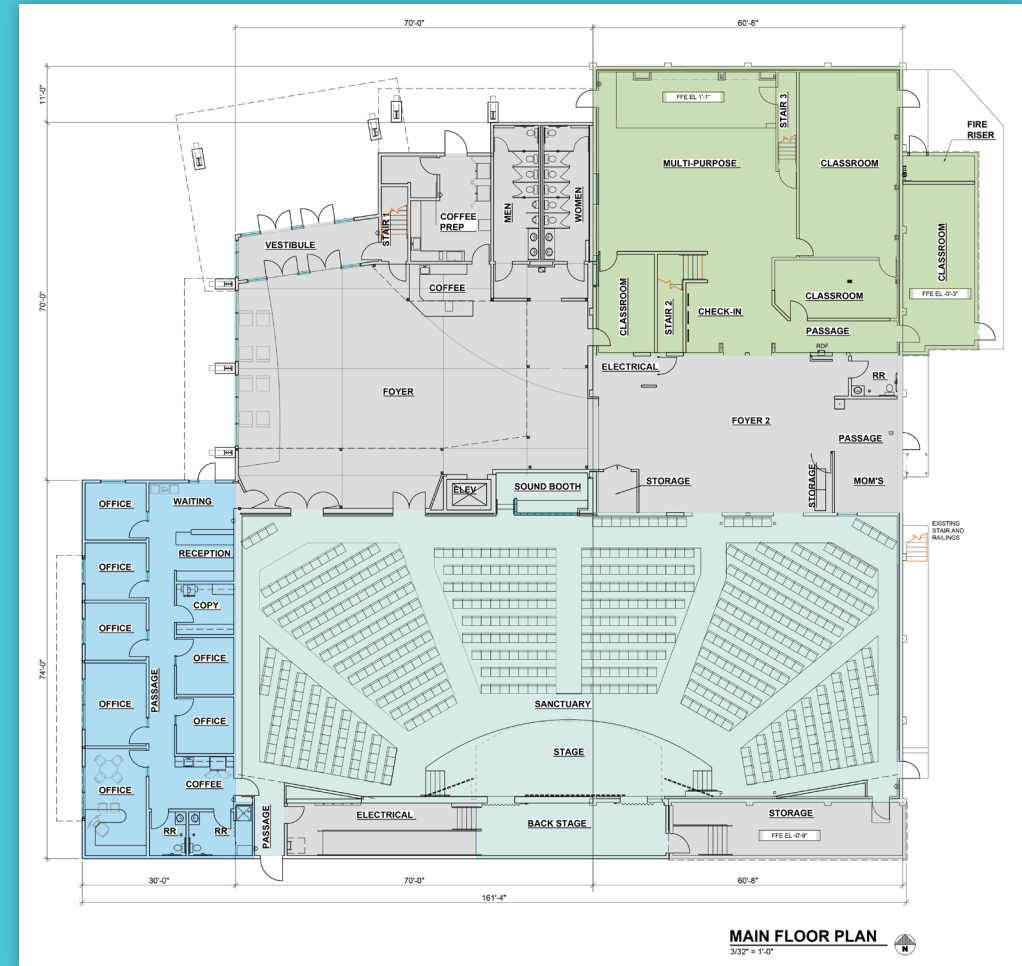 70'-0"
60'-8"
11'-0"
FFE EL 1'-1"
STAIR 3
FIRE
RISER
MULTI-PURPOSE
CLASSROOM
MEN
WOMEN
STAIR 1
COFFEE
PREP
VESTIBULE
CLASSROOM
COFFEE
70'-0"
CLASSROOM
STAIR 2
CLASSROOM
FFE EL -0'-3"
CHECK-IN
PASSAGE
RDF
ELECTRICAL
RR
FOYER
FOYER 2
PASSAGE
ELEV
SOUND BOOTH
STORAGE
STORAGE
MOM'S
OFFICE
WAITING
EXISTING
STAIR AND
RAILINGS
RECEPTION
OFFICE
COPY
OFFICE
OFFICE
74'-0"
PASSAGE
OFFICE
SANCTUARY
OFFICE
STAGE
COFFEE
OFFICE
ELECTRICAL
BACK STAGE
STORAGE
PASSAGE
RR
RR
FFE EL -0'-9"
30'-0"
70'-0"
60'-8"
161'-4"
MAIN FLOOR PLAN
3/32" = 1'-0"
N